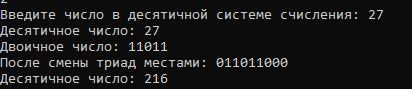 Введите число в десятичной системе счисления: 27
Десятичное число: 27
Двоичное число: 11011
После смены триад местами: 011011000
Десятичное число: 216